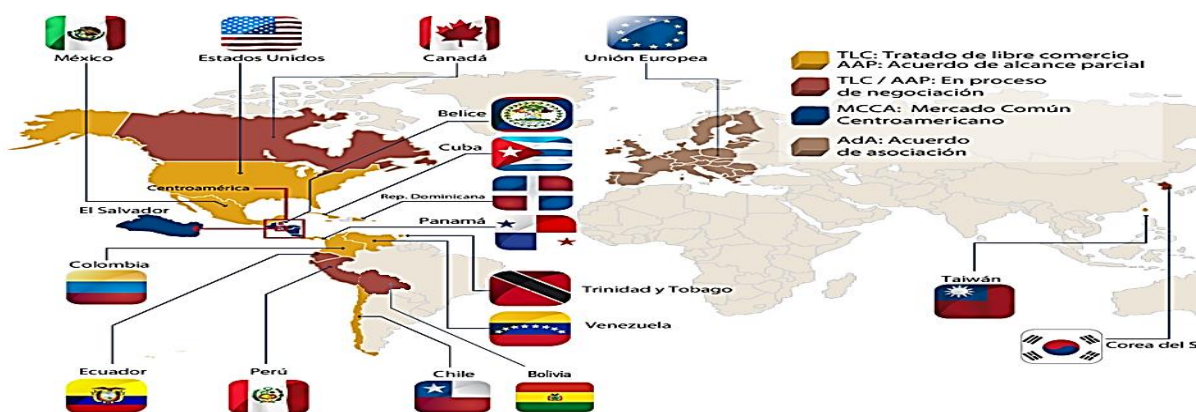 México
Estados Unidos
Canadá
Unión Europea
TLC: Tratado de libre comercio
AAP: Acuerdo de alcance parcial
TLC / AAP: En proceso
de negociación
MCCA: Mercado Común
Centroamericano
AdA: Acuerdo
de asociación
Belice
Cuba
Centroamérica
Rep. Dominicana
El Salvador
Panamá
Colombia
Trinidad y Tobago
Taiwán
Venezuela
Corea del S
Ecuador
Perú
Chile
Bolivia